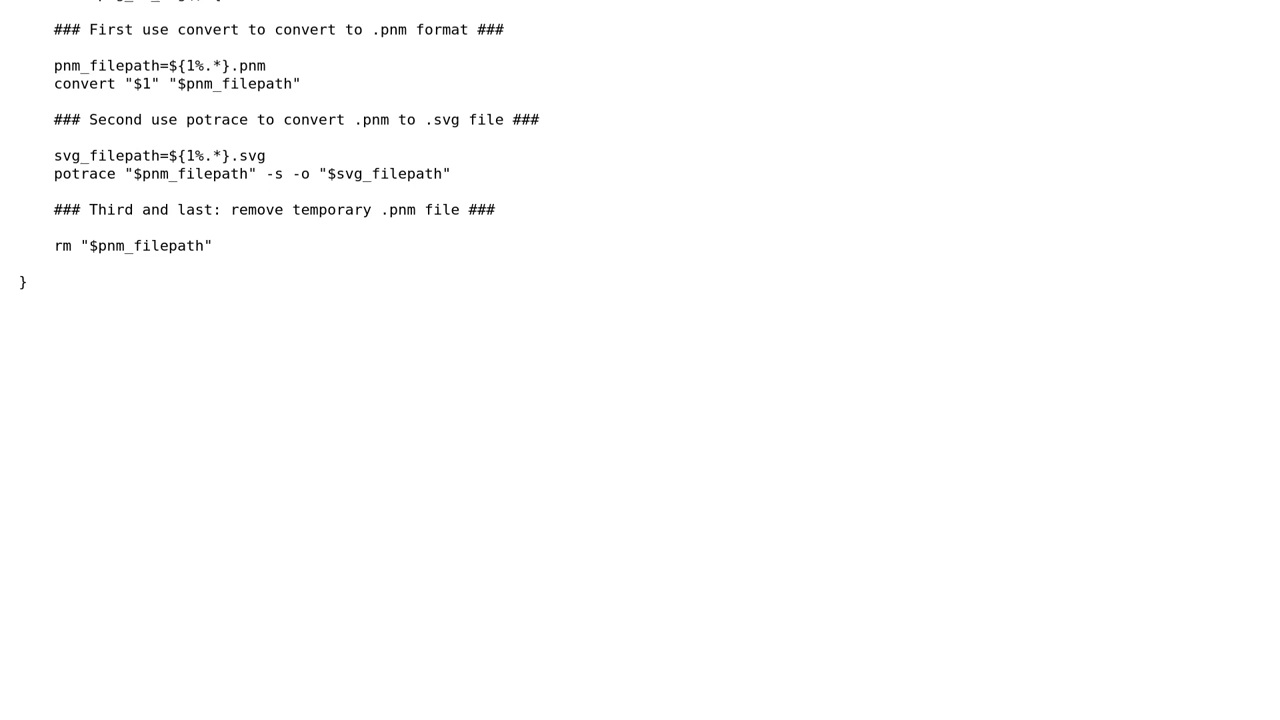 ### First use convert to convert to .pnm format ###
pnm_filepath=${1%.*}.pnm
convert "$1" "$pnm_filepath"
### Second use potrace to convert .pnm to .svg file ###
svg_filepath=${1%.*}.svg
potrace "$pnm_filepath" -s -o "$svg_filepath"
### Third and last: remove temporary .pnm file ###
rm "$pnm_filepath"
}